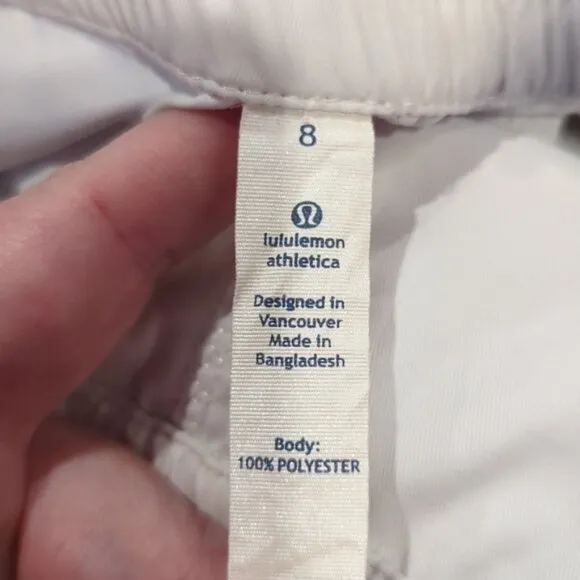 8
lululemon
athletica
Designed in
Vancouver
Made in
Bangladesh
Body:
100% POLYESTER